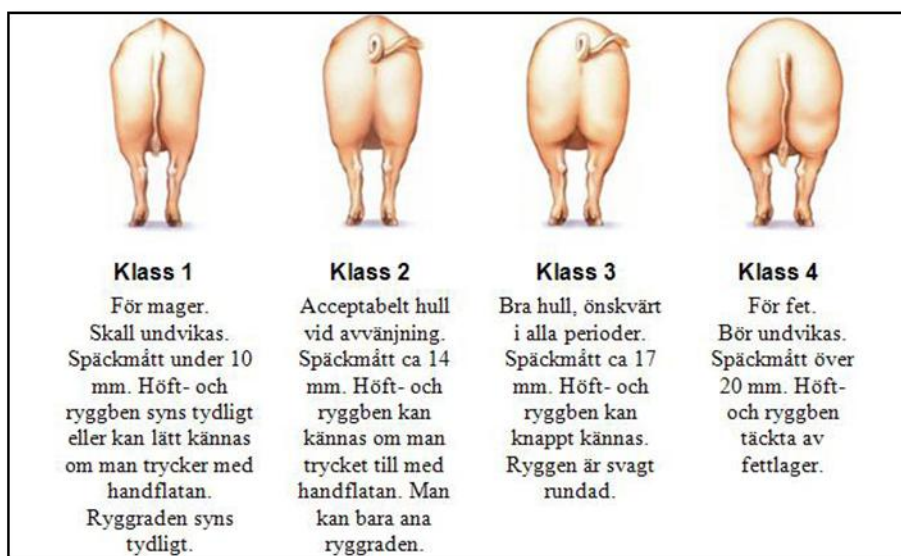 Klass 1
För mager.
Skall undvikas.
Späckmått under 10
mm. Höft- och
ryggben syns tydligt
eller kan lätt kännas
om man trycker med
handflatan.
Ryggraden syns
tydligt.
Klass 2
Acceptabelt hull
vid avvänjning.
Späckmått ca 14
mm. Höft- och
ryggben kan
kännas om man
trycket till med
handflatan. Man
kan bara ana
ryggraden.
Klass 3
Bra hull, önskvärt
i alla perioder.
Späckmått ca 17
mm. Höft- och
ryggben kan
knappt kännas.
Ryggen är svagt
rundad.
Klass 4
För fet.
Bör undvikas.
Späckmått över
20 mm. Höft-
och ryggben
täckta av
fettlager.